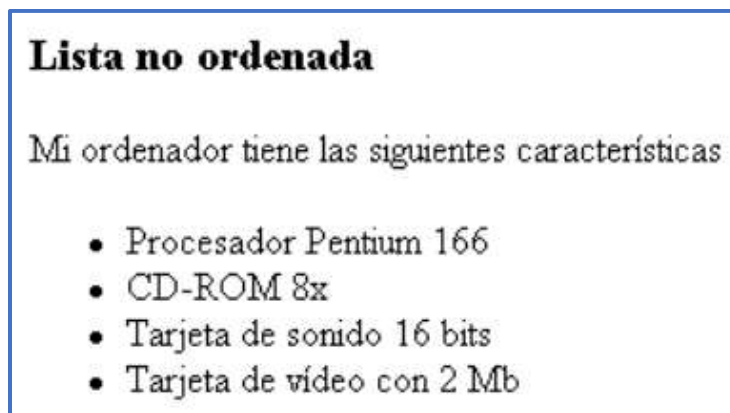 Lista no ordenada
Mi ordenador tiene las siguientes características
• Procesador Pentium 166
• CD-ROM 8x
• Tarjeta de sonido 16 bits
• Tarjeta de vídeo con 2 Mb